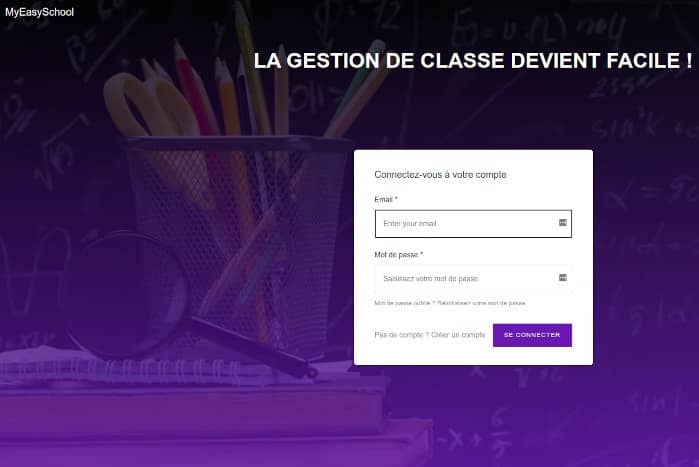 MyEasySchool
LA GESTION DE CLASSE DEVIENT FACILE !
Connectez-vous à votre compte
Email *
Enter your email
Mot de passe *
Saisissez votre mot de passe
Mot de passe oublié ? Réinitialisez votre mot de passe
Pas de compte ? Créer un compte
SE CONNECTER